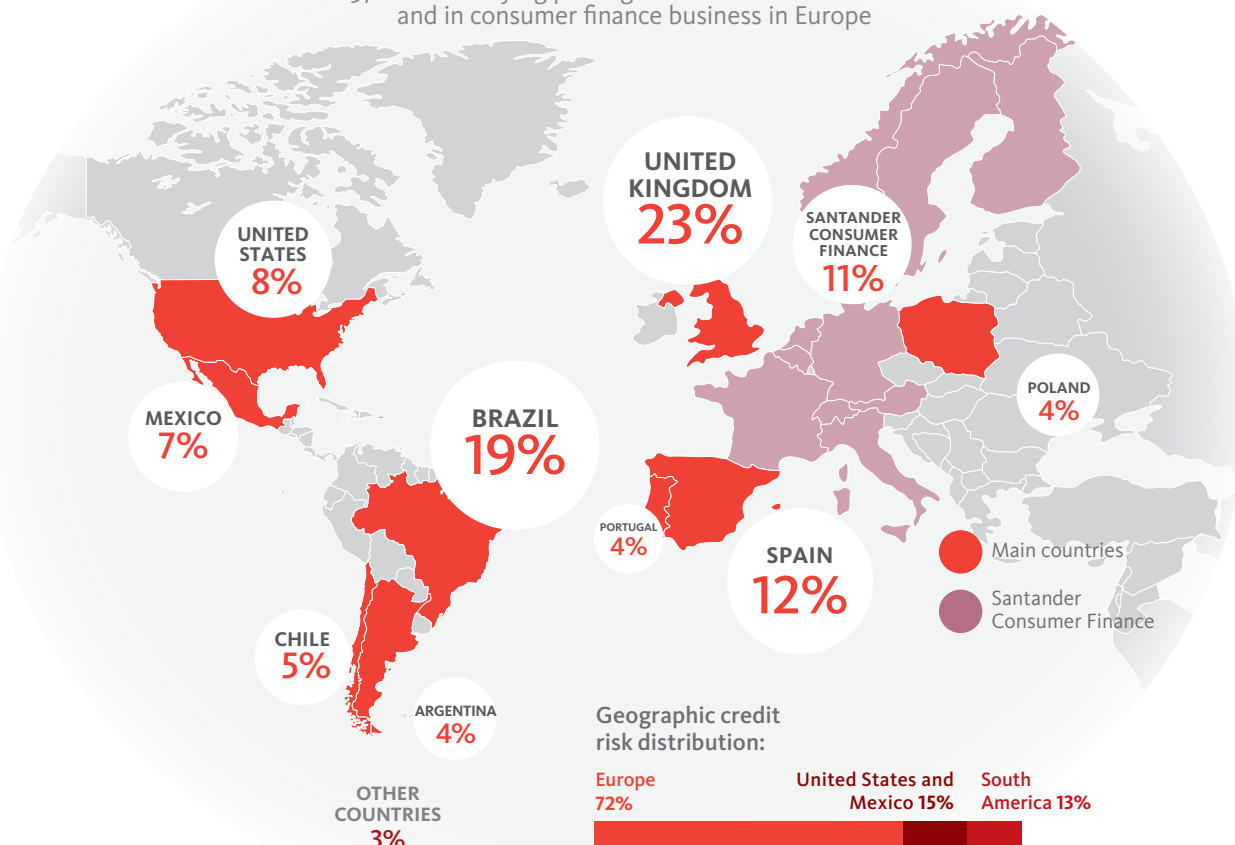 and in consumer finance business in Europe
UNITED
KINGDOM
23%
SANTANDER
CONSUMER
FINANCE
11%
UNITED
STATES
8%
POLAND
4%
MEXICO
7%
BRAZIL
19%
PORTUGAL
4%
SPAIN
12%
Main countries
Santander
Consumer Finance
CHILE
5%
ARGENTINA
4%
OTHER
COUNTRIES
3%
Geographic credit
risk distribution:
Europe
72%
United States and
Mexico 15%
South
America 13%